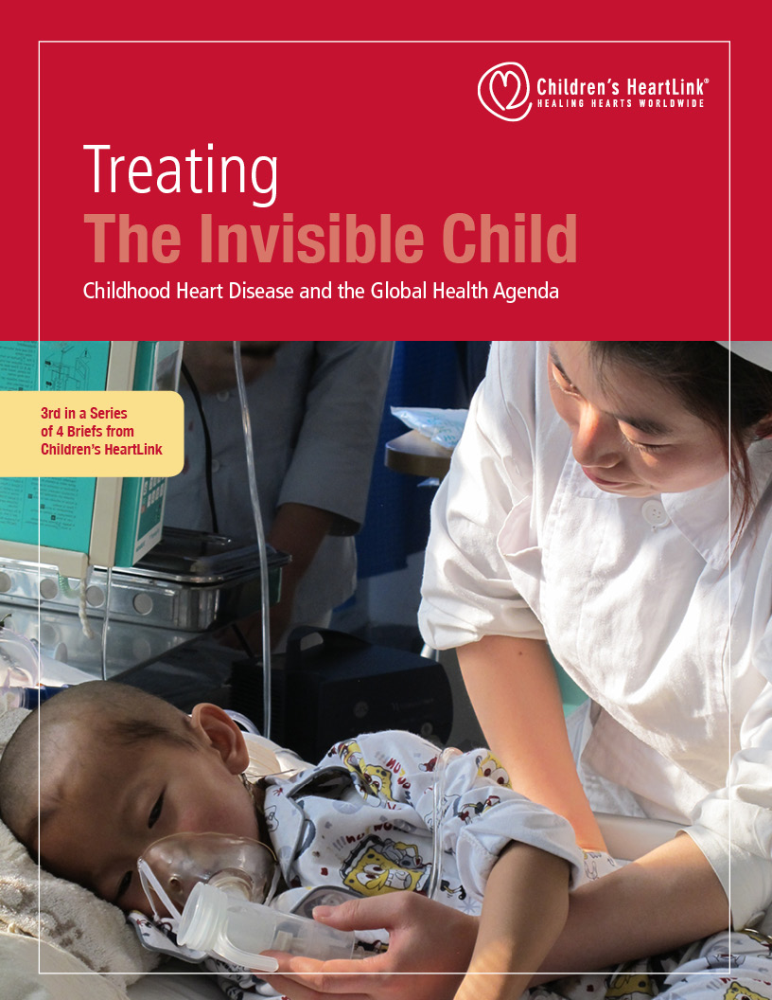 Children's HeartLink®
HEALING HEARTS WORLDWIDE
Treating
The Invisible Child
Childhood Heart Disease and the Global Health Agenda
3rd in a Series
of 4 Briefs from
Children's HeartLink